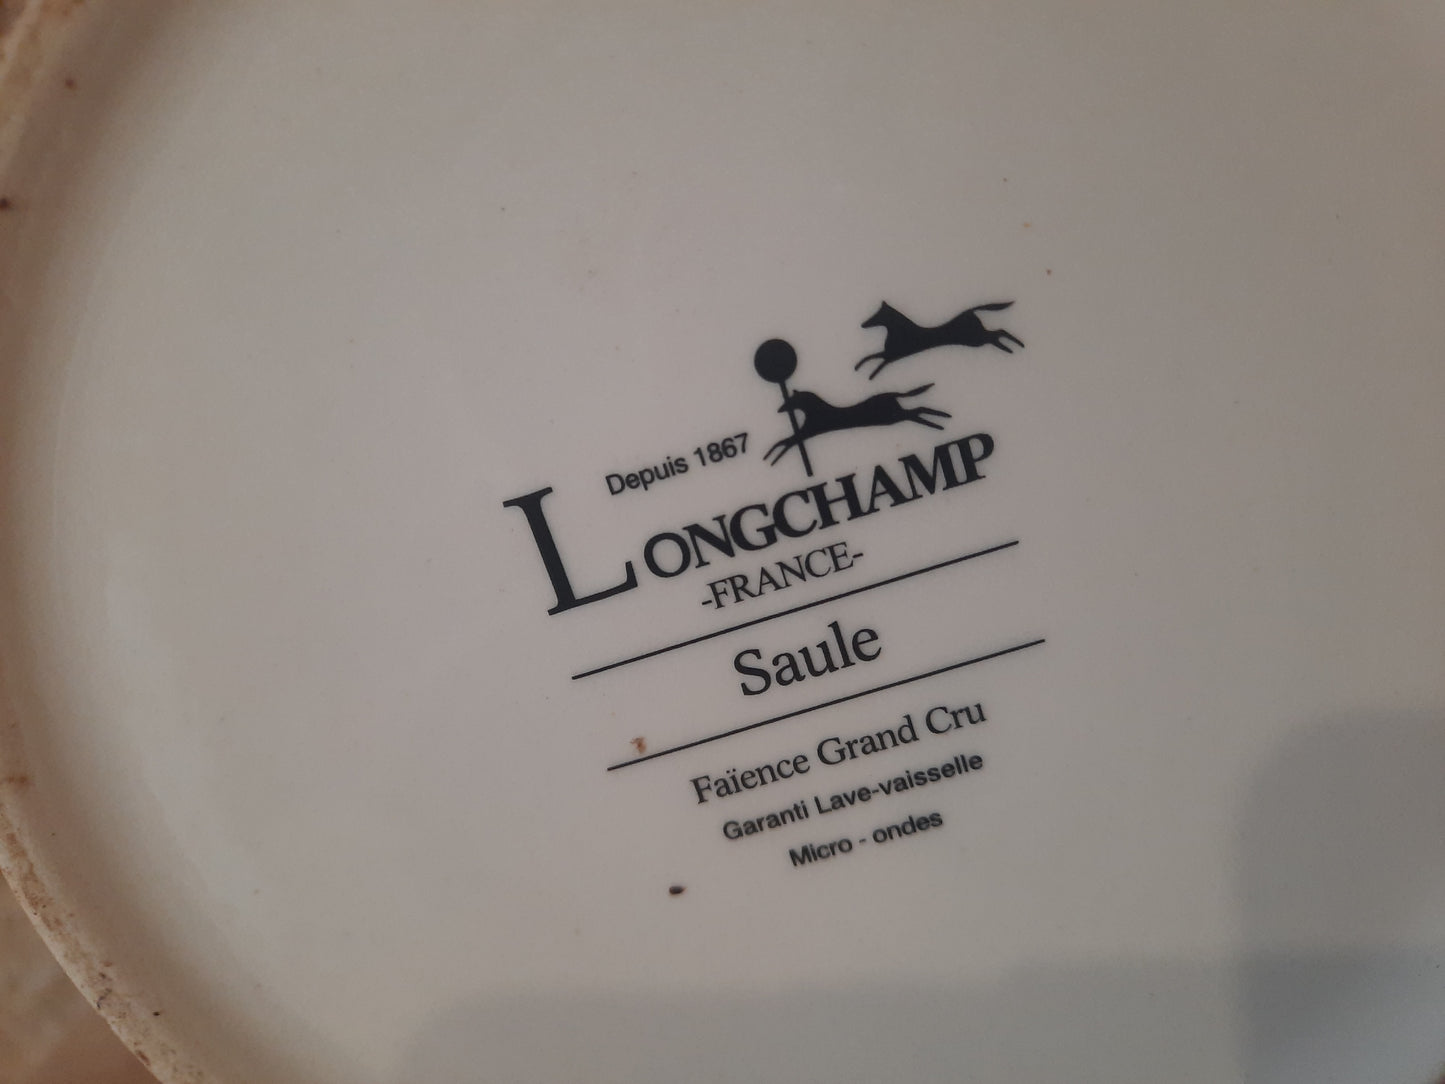 Depuis 1867
LONGCHAMP
-FRANCE-
Saule
Faïence Grand Cru
Garanti Lave-vaisselle
Micro - ondes